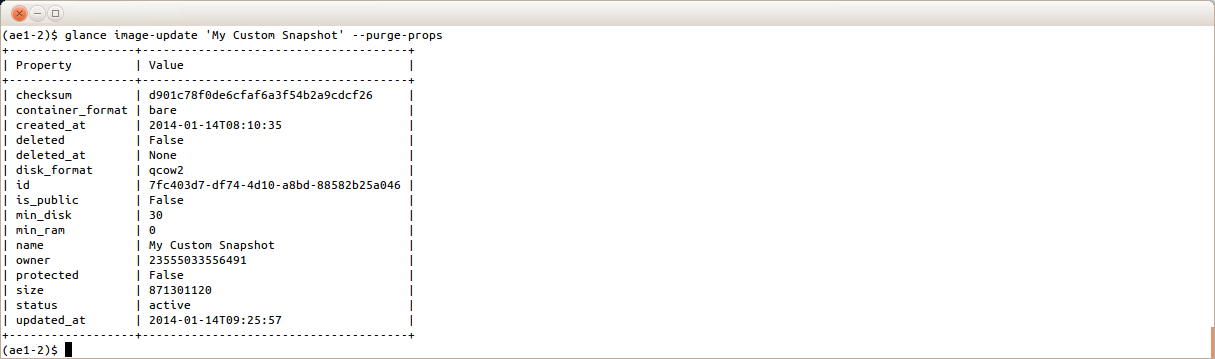 (ae1-2)$ glance image-update 'My Custom Snapshot' --purge-props
+------------------+--------------------------------------+
| Property         | Value                                |
+------------------+--------------------------------------+
| checksum         | d901c78f0de6cfaf6a3f54b2a9cdcf26     |
| container_format | bare                                 |
| created_at       | 2014-01-14T08:10:35                  |
| deleted          | False                                |
| deleted_at       | None                                 |
| disk_format      | qcow2                                |
| id               | 7fc403d7-df74-4d10-a8bd-88582b25a046 |
| is_public        | False                                |
| min_disk         | 30                                   |
| min_ram          | 0                                    |
| name             | My Custom Snapshot                   |
| owner            | 23555033556491                       |
| protected        | False                                |
| size             | 871301120                            |
| status           | active                               |
| updated_at       | 2014-01-14T09:25:57                  |
+------------------+--------------------------------------+
(ae1-2)$